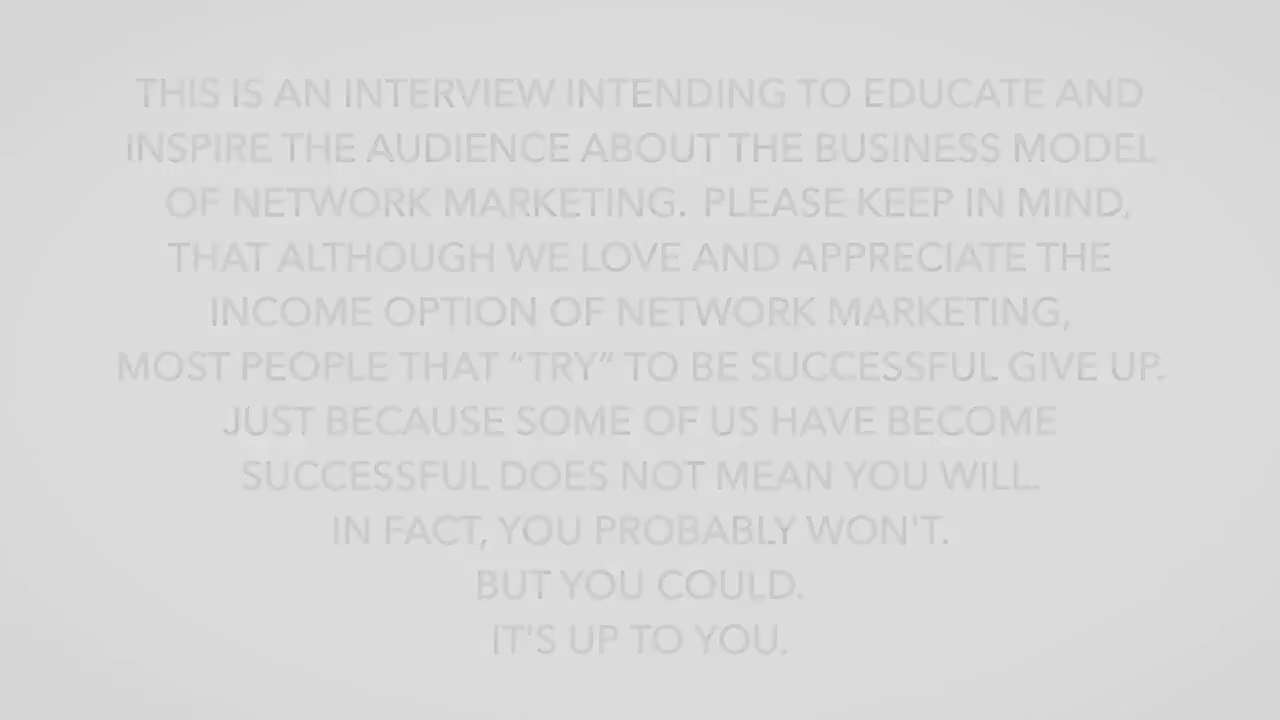 THIS IS AN INTERVIEW INTENDING TO EDUCATE AND
INSPIRE THE AUDIENCE ABOUT THE BUSINESS MODEL
OF NETWORK MARKETING. PLEASE KEEP IN MIND,
THAT ALTHOUGH WE LOVE AND APPRECIATE THE
INCOME OPTION OF NETWORK MARKETING,
MOST PEOPLE THAT “TRY” TO BE SUCCESSFUL GIVE UP.
JUST BECAUSE SOME OF US HAVE BECOME
SUCCESSFUL DOES NOT MEAN YOU WILL.
IN FACT, YOU PROBABLY WON'T.
BUT YOU COULD.
IT'S UP TO YOU.